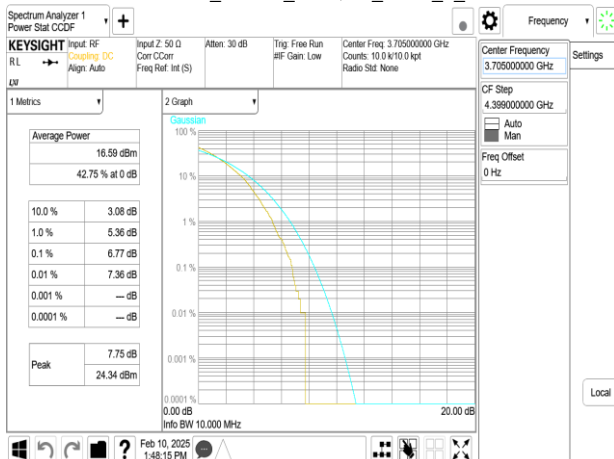 Spectrum Analyzer 1
Power Stat CCDF
+
Frequency
KEYSIGHT
RL
LXI
Input: RF
Coupling: DC
Align: Auto
Input Z: 50 Ω
Corr CCorr
Freq Ref: Int (S)
Atten: 30 dB
Trig: Free Run
#IF Gain: Low
Center Freq: 3.705000000 GHz
Counts: 10.0 k/10.0 kpt
Radio Std: None
Center Frequency
3.705000000 GHz
Settings
CF Step
4.399000000 GHz
Auto
Man
Freq Offset
0 Hz
Local
1 Metrics
Average Power
16.59 dBm
42.75 % at 0 dB
10.0 % 3.08 dB
1.0 % 5.36 dB
0.1 % 6.77 dB
0.01 % 7.36 dB
0.001 % --- dB
0.0001 % --- dB
Peak 7.75 dB
24.34 dBm
2 Graph
Gaussian
100 %
10 %
1 %
0.1 %
0.01 %
0.001 %
0.0001 %
0.00 dB 20.00 dB
Info BW 10.000 MHz
?
Feb 10, 2025
1:48:15 PM